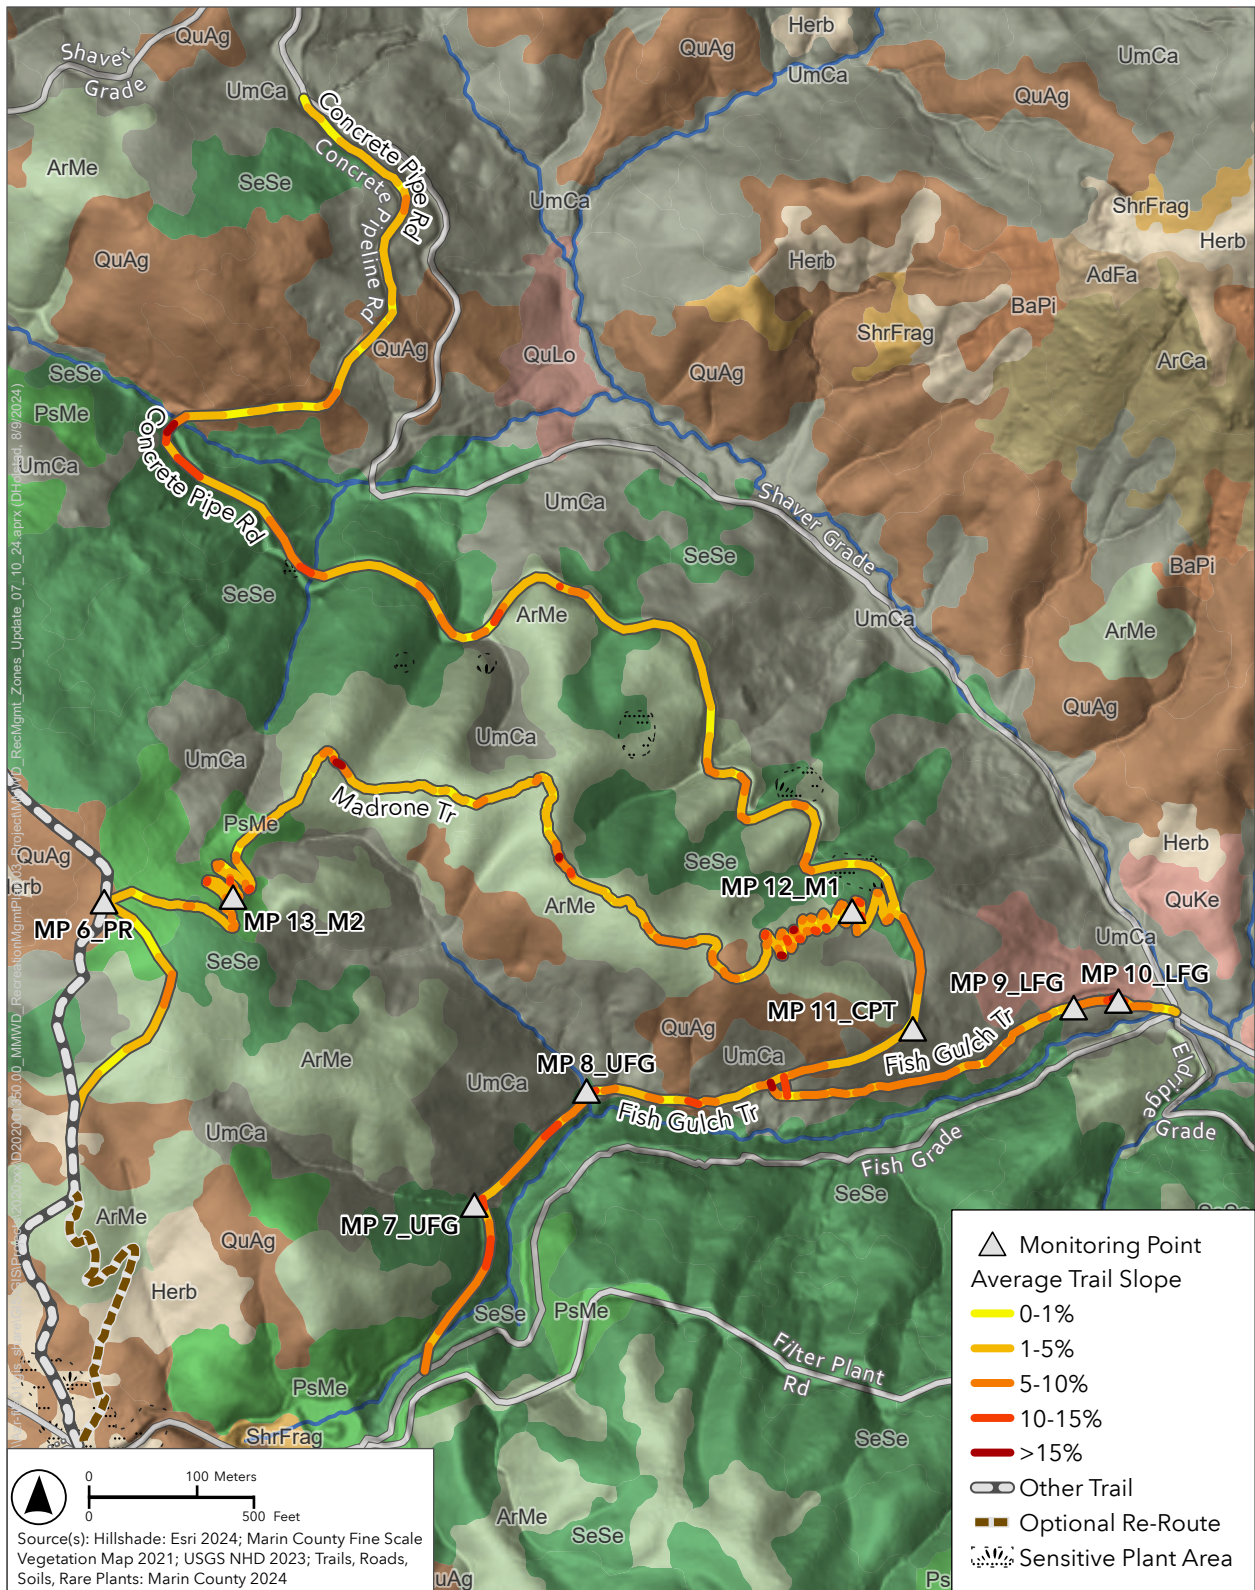 Shaver
Grade
QuAg
QuAg
Herb
UmCa
UmCa
UmCa
QuAg
Concrete Pipe Rd
Concrete Pipeline Rd
ArMe
SeSe
UmCa
ShrFrag
Herb
QuAg
Herb
AdFa
BaPi
ShrFrag
QuAg
QuLo
QuAg
ArCa
SeSe
PsMe
UmCa
Concrete Pipe Rd
UmCa
Shaver Grade
SeSe
BaPi
SeSe
ArMe
UmCa
ArMe
QuAg
UmCa
UmCa
Madrone Tr
PsMe
QuAg
Herb
SeSe
MP 12_M1
Herb
QuKe
ArMe
MP 6_PR
MP 13_M2
UmCa
SeSe
MP 9_LFG
MP 10_LFG
MP 11_CPT
QuAg
Fish Gulch Tr
ArMe
MP 8_UFG
UmCa
UmCa
Fish Gulch Tr
Eldridge
Grade
UmCa
Fish Grade
SeSe
ArMe
MP 7_UFG
QuAg
Herb
SeSe
PsMe
Filter Plant
Rd
PsMe
ShrFrag
SeSe
ArMe
SeSe
Monitoring Point
Average Trail Slope
0-1%
1-5%
5-10%
10-15%
>15%
Other Trail
Optional Re-Route
Sensitive Plant Area
0 100 Meters
0 500 Feet
Source(s): Hillshade: Esri 2024; Marin County Fine Scale
Vegetation Map 2021; USGS NHD 2023; Trails, Roads,
Soils, Rare Plants: Marin County 2024